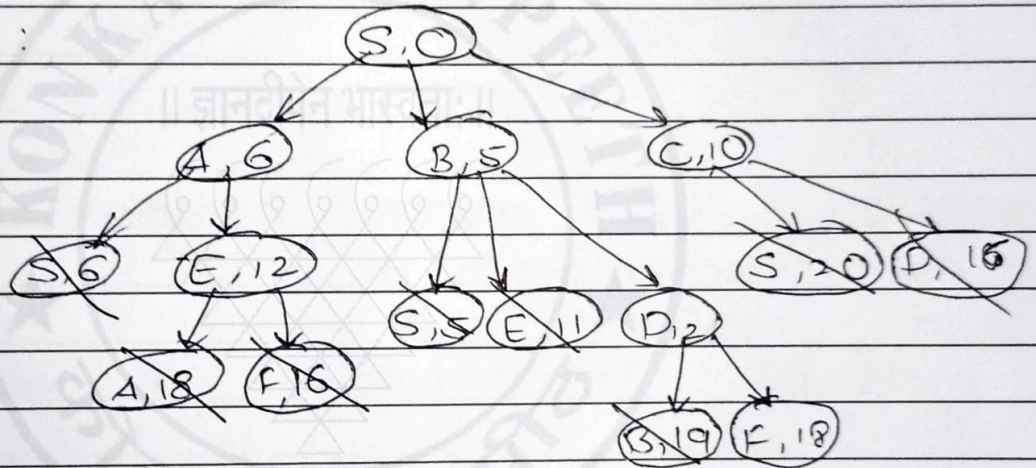 S, 0
|| ज्ञानदीपेन भास्वताः ||
A, 6 B, 5 C, 10
S, 6 E, 12 S, 5 E, 11 D, 2 S, 20 D, 16
A, 18 F, 16 B, 19 F, 18